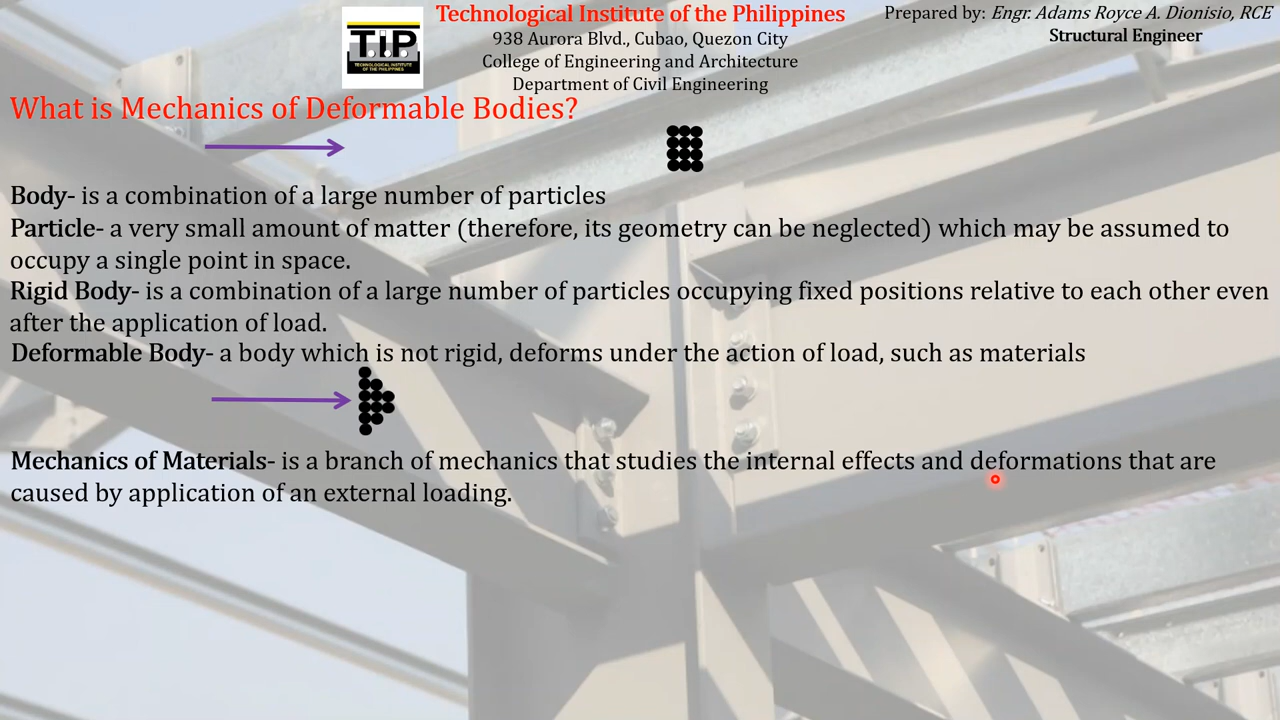 TiP
TECHNOLOGICAL INSTITUTE
OF THE PHILIPPINES
Technological Institute of the Philippines
938 Aurora Blvd., Cubao, Quezon City
College of Engineering and Architecture
Department of Civil Engineering
Prepared by: Engr. Adams Royce A. Dionisio, RCE
Structural Engineer
What is Mechanics of Deformable Bodies?
Body- is a combination of a large number of particles
Particle- a very small amount of matter (therefore, its geometry can be neglected) which may be assumed to
occupy a single point in space.
Rigid Body- is a combination of a large number of particles occupying fixed positions relative to each other even
after the application of load.
Deformable Body- a body which is not rigid, deforms under the action of load, such as materials
Mechanics of Materials- is a branch of mechanics that studies the internal effects and deformations that are
caused by application of an external loading.